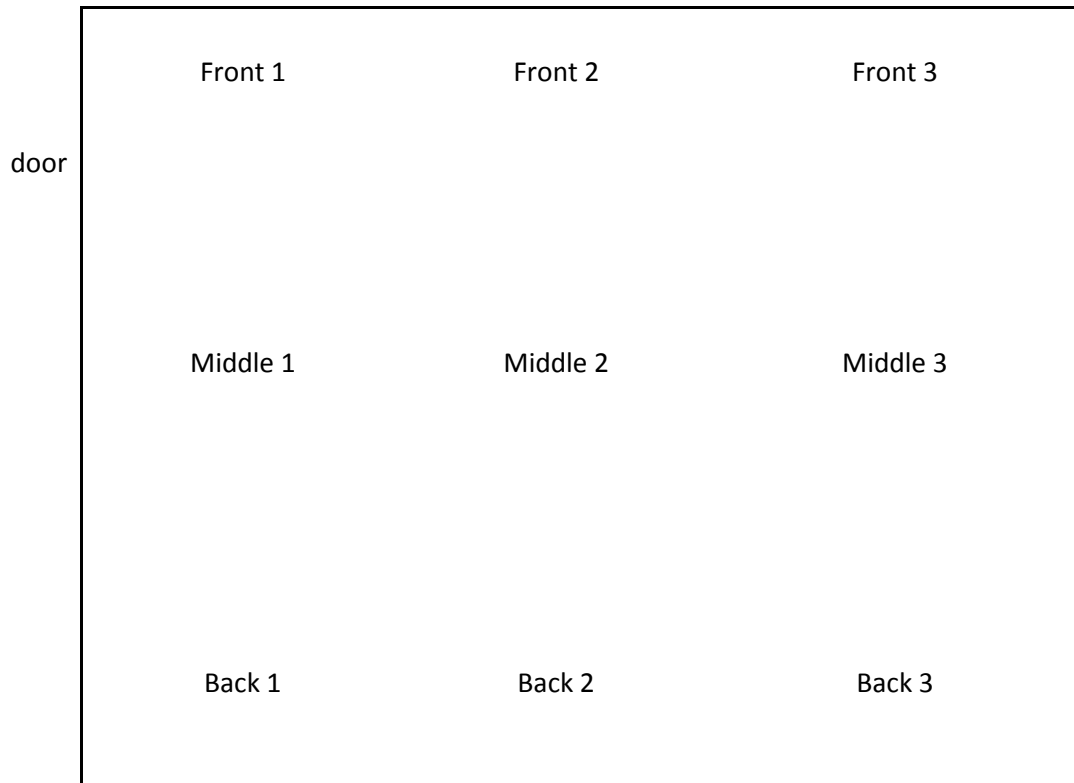 Front 1 Front 2 Front 3
door
Middle 1 Middle 2 Middle 3
Back 1 Back 2 Back 3